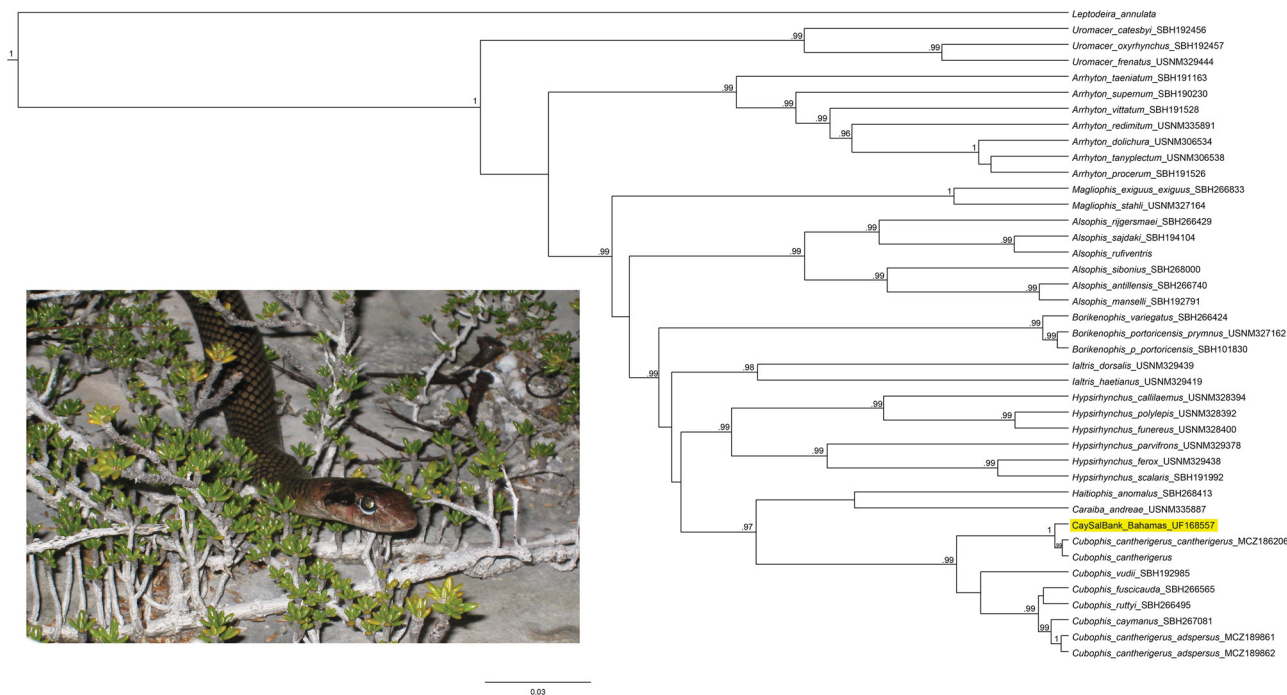 Leptodeira_annulata
Uromacer_catesbyi_SBH192456
.99
Uromacer_oxyrhynchus_SBH192457
.99
1
Uromacer_frenatus_USNM329444
Arrhyton_taeniatum_SBH191163
.99
Arrhyton_supernum_SBH190230
.99
1
Arrhyton_vittatum_SBH191528
.99
Arrhyton_redimitum_USNM335891
.96
Arrhyton_dolichura_USNM306534
1
Arrhyton_tanyplectum_USNM306538
Arrhyton_procerum_SBH191526
Magliophis_exiguus_exiguus_SBH266833
1
Magliophis_stahli_USNM327164
Alsophis_rijgersmaei_SBH266429
.99
Alsophis_sajdaki_SBH194104
.99
.99
.99
Alsophis_rufiventris
Alsophis_sibonius_SBH268000
.99
Alsophis_antillensis_SBH266740
.99
Alsophis_manselli_SBH192791
Borikenophis_variegatus_SBH266424
.99
Borikenophis_portoricensis_prymnus_USNM327162
.99
Borikenophis_p_portoricensis_SBH101830
Ialtris_dorsalis_USNM329439
.98
.99
Ialtris_haetianus_USNM329419
Hypsirhynchus_callilaemus_USNM328394
.99
Hypsirhynchus_polylepis_USNM328392
.99
Hypsirhynchus_funereus_USNM328400
.99
Hypsirhynchus_parvifrons_USNM329378
.99
Hypsirhynchus_ferox_USNM329438
.99
Hypsirhynchus_scalaris_SBH191992
Haitiophis_anomalus_SBH268413
Caraiba_andreae_USNM335887
.97
CaySalBank_Bahamas_UF168557
1
Cubophis_cantherigerus_cantherigerus_MCZ186206
.99
Cubophis_cantherigerus
.99
Cubophis_vudii_SBH192985
Cubophis_fuscicauda_SBH266565
Cubophis_ruttyi_SBH266495
.99
Cubophis_caymanus_SBH267081
.99
Cubophis_cantherigerus_adspersus_MCZ189861
1
Cubophis_cantherigerus_adspersus_MCZ189862
0.03